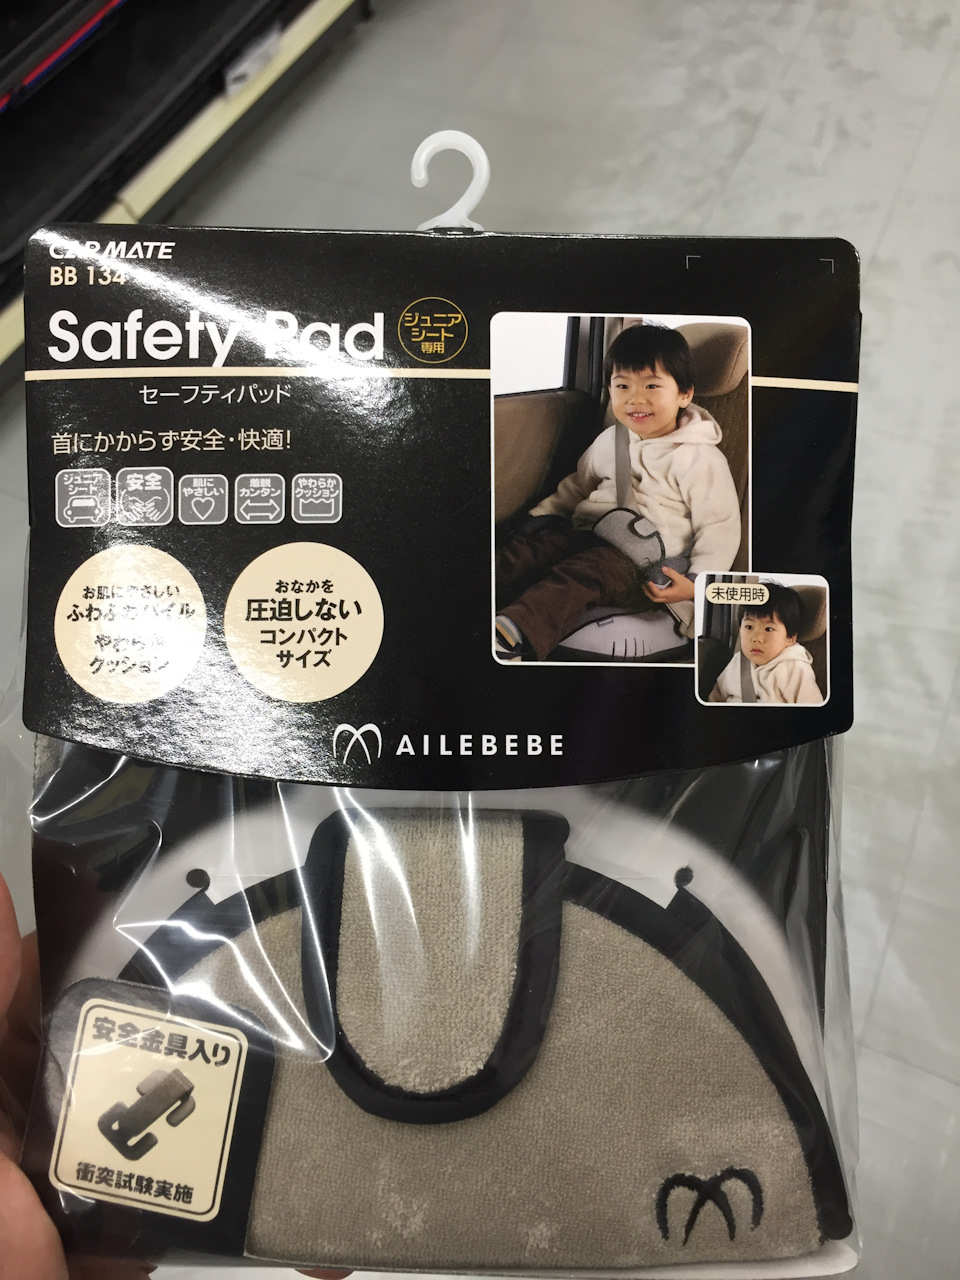 CARMATE
BB 134
Safety Pad
ジュニア
シート
専用
セーフティパッド
首にかからず安全・快適!
ジュニア
シート
安全
肌に
やさしい
着脱
カンタン
やわらか
クッション
お肌にやさしい
ふわふわパイル
やわらか
クッション
おなかを
圧迫しない
コンパクト
サイズ
未使用時
AILEBEBE
安全金具入り
衝突試験実施